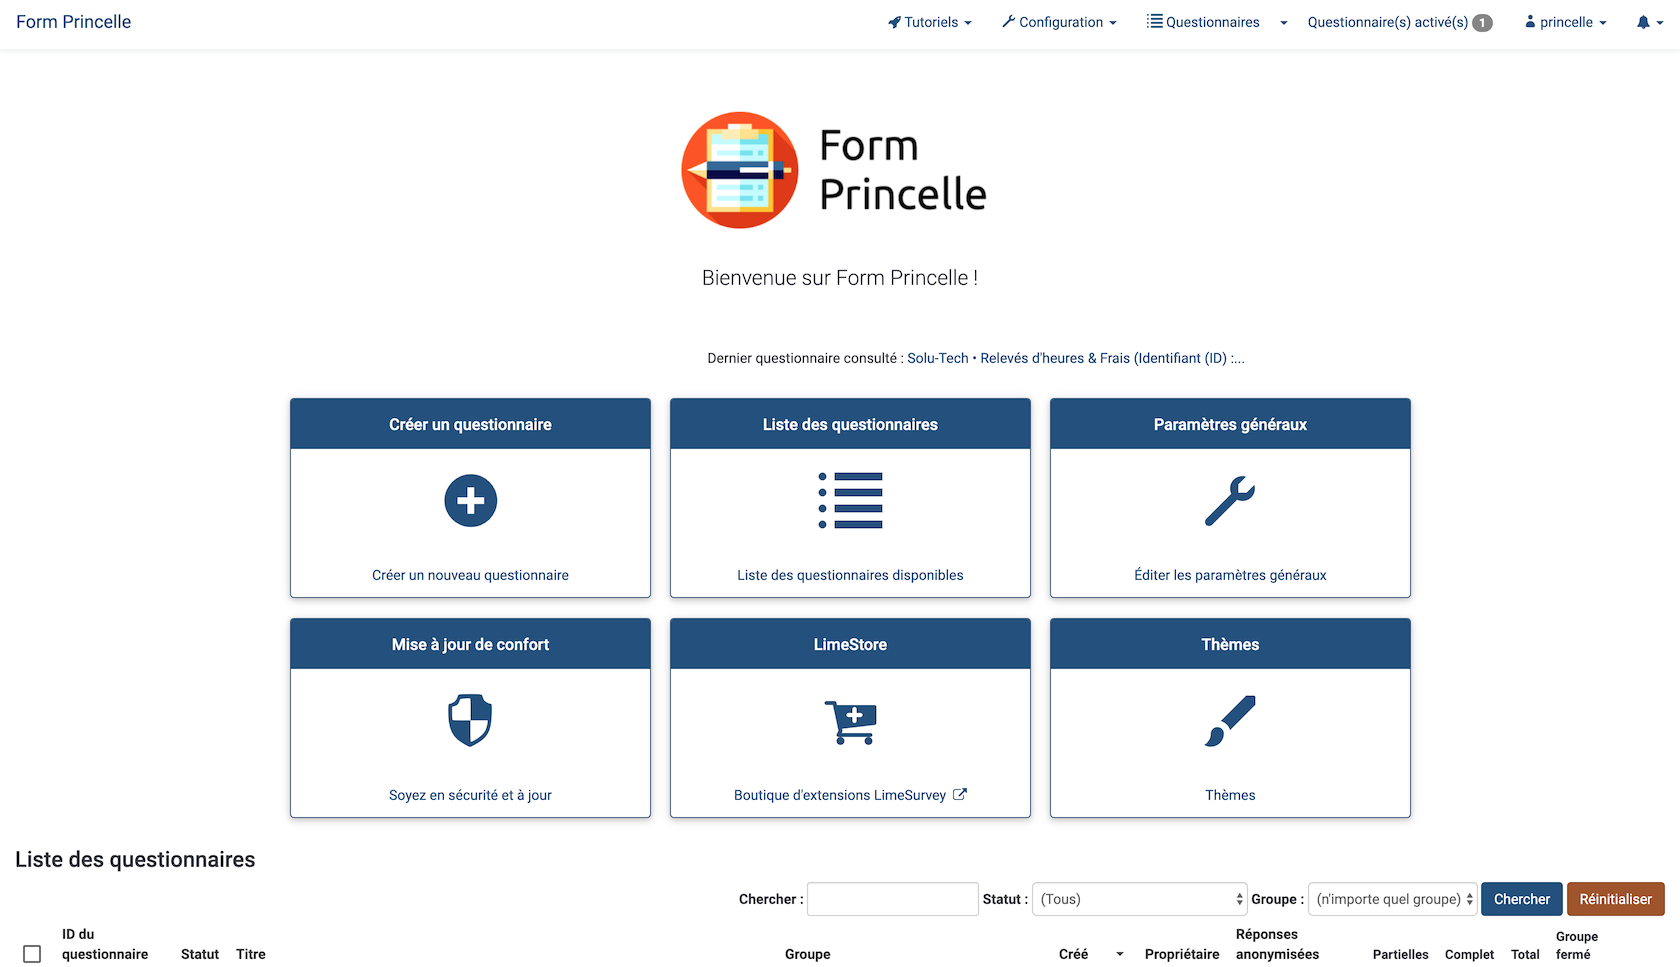 Form Princelle
Tutoriels
Configuration
Questionnaires
Questionnaire(s) activé(s) 1
princelle
Form
Princelle
Bienvenue sur Form Princelle !
Dernier questionnaire consulté : Solu-Tech • Relevés d'heures & Frais (Identifiant (ID) :...
Créer un questionnaire
Créer un nouveau questionnaire
Liste des questionnaires
Liste des questionnaires disponibles
Paramètres généraux
Éditer les paramètres généraux
Mise à jour de confort
Soyez en sécurité et à jour
LimeStore
Boutique d'extensions LimeSurvey
Thèmes
Thèmes
Liste des questionnaires
Chercher :
Statut : (Tous)
Groupe : (n'importe quel groupe)
Chercher
Réinitialiser
ID du
questionnaire
Statut
Titre
Groupe
Créé
Propriétaire
Réponses
anonymisées
Partielles
Complet
Total
Groupe
fermé